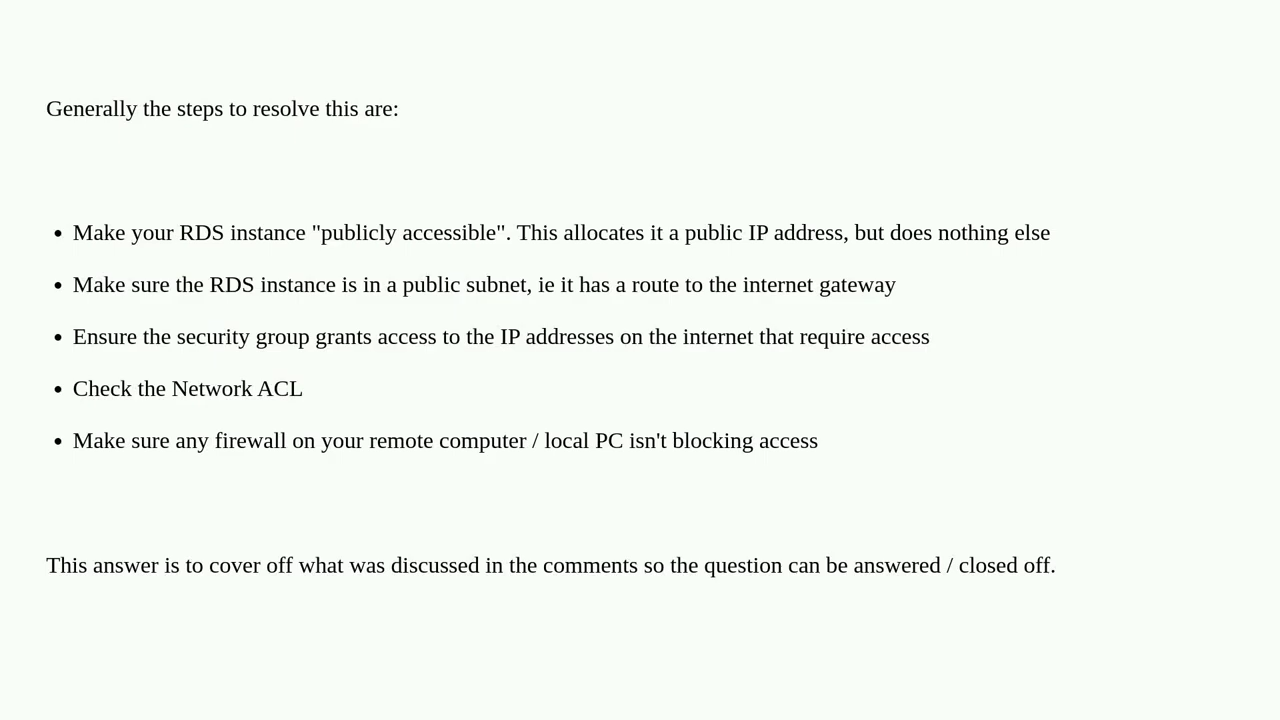 Generally the steps to resolve this are:
• Make your RDS instance "publicly accessible". This allocates it a public IP address, but does nothing else
• Make sure the RDS instance is in a public subnet, ie it has a route to the internet gateway
• Ensure the security group grants access to the IP addresses on the internet that require access
• Check the Network ACL
• Make sure any firewall on your remote computer / local PC isn't blocking access
This answer is to cover off what was discussed in the comments so the question can be answered / closed off.